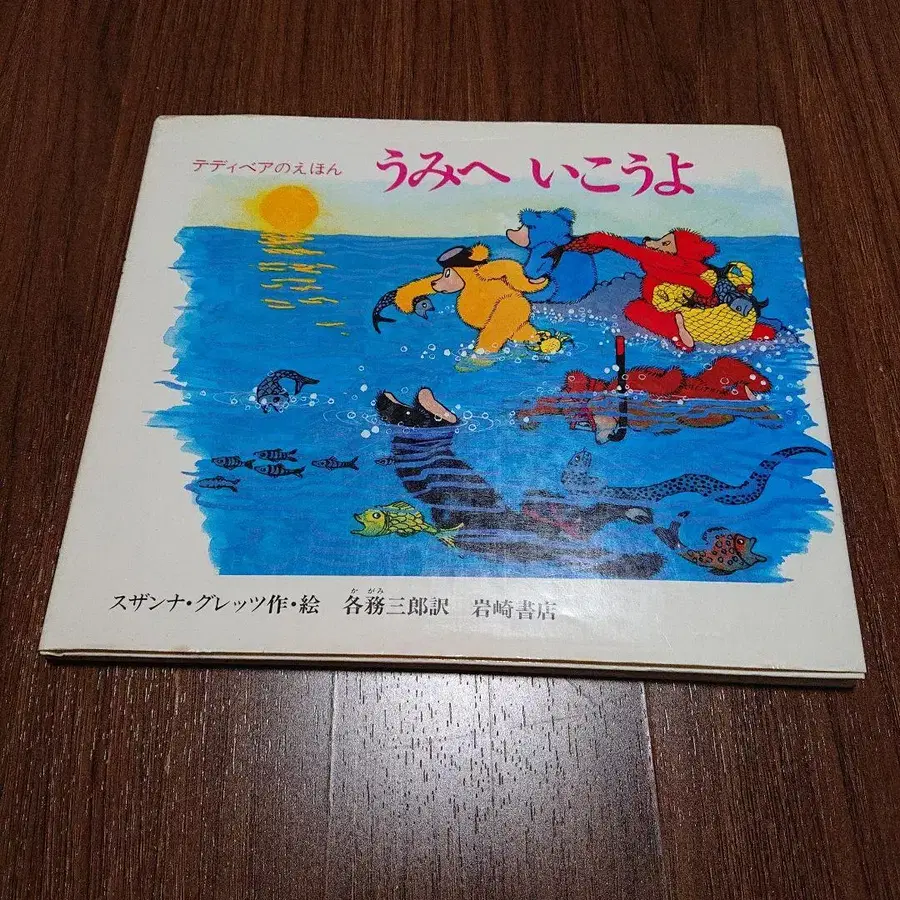 テディベアのえほん うみへ いこうよ
かがみ
スザンナ・グレッツ作・絵 各務三郎訳 岩崎書店